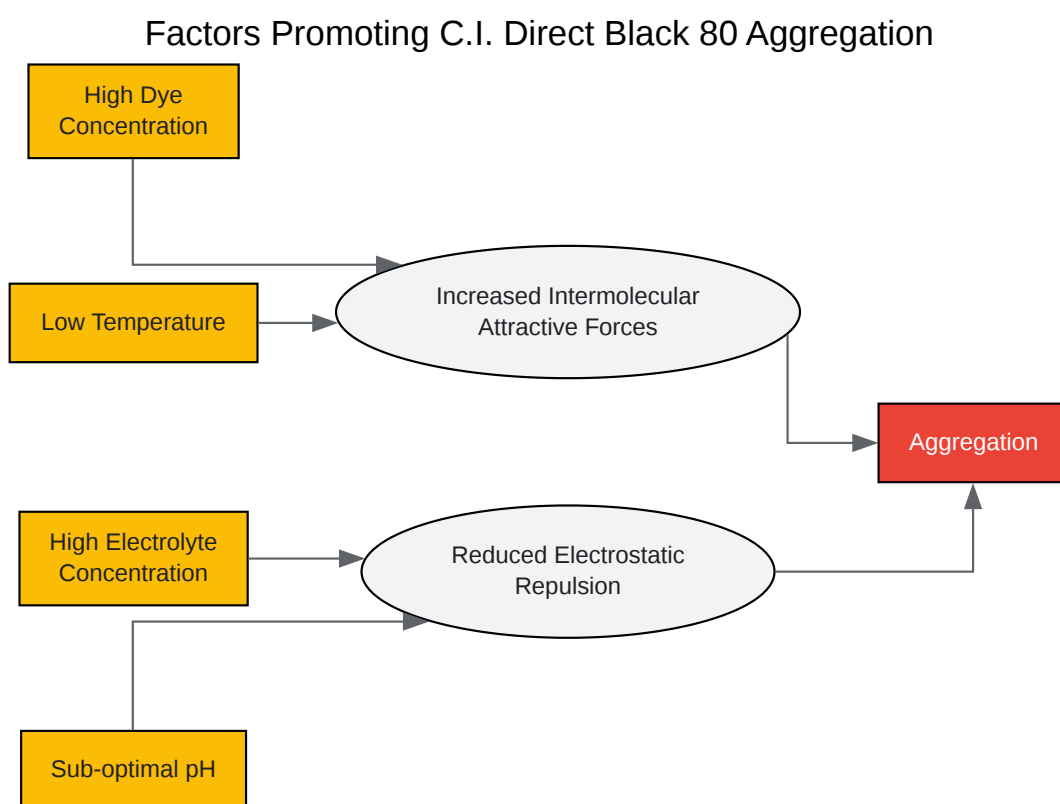 Factors Promoting C.I. Direct Black 80 Aggregation
High Dye
Concentration
Increased Intermolecular
Attractive Forces
Low Temperature
Aggregation
High Electrolyte
Concentration
Reduced Electrostatic
Repulsion
Sub-optimal pH